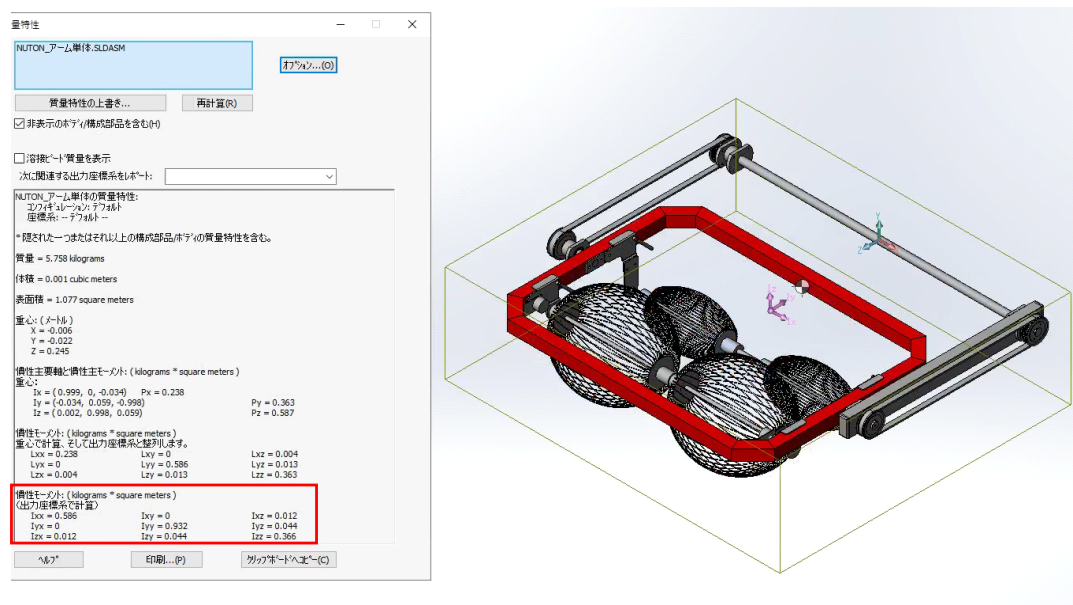 量特性
NUTON_アーム単体.SLDASM
オプション...(O)
質量特性の上書き...
再計算(R)
非表示のボディ/構成部品を含む(H)
溶接ビード質量を表示
次に関連する出力座標系をレポート:
NUTON_アーム単体の質量特性:
コンフィギュレーション: デフォルト
座標系: -- デフォルト --
* 隠された一つまたはそれ以上の構成部品/ボディの質量特性を含む。
質量 = 5.758 kilograms
体積 = 0.001 cubic meters
表面積 = 1.077 square meters
重心: ( メートル )
X = -0.006
Y = -0.022
Z = 0.245
慣性主要軸と慣性主モーメント: ( kilograms * square meters )
重心:
Ix = ( 0.999, 0, -0.034) Px = 0.238
Iy = (-0.034, 0.059, -0.998) Py = 0.363
Iz = ( 0.002, 0.998, 0.059) Pz = 0.587
慣性モーメント: ( kilograms * square meters )
重心で計算、そして出力座標系と整列します。
Lxx = 0.238 Lxy = 0 Lxz = 0.004
Lyx = 0 Lyy = 0.586 Lyz = 0.013
Lzx = 0.004 Lzy = 0.013 Lzz = 0.363
慣性モーメント: ( kilograms * square meters )
(出力座標系で計算)
Ixx = 0.586 Ixy = 0 Ixz = 0.012
Iyx = 0 Iyy = 0.932 Iyz = 0.044
Izx = 0.012 Izy = 0.044 Izz = 0.366
ヘルプ
印刷...(P)
クリップボードへコピー(C)
Y
Z
Iz
Iy
Ix